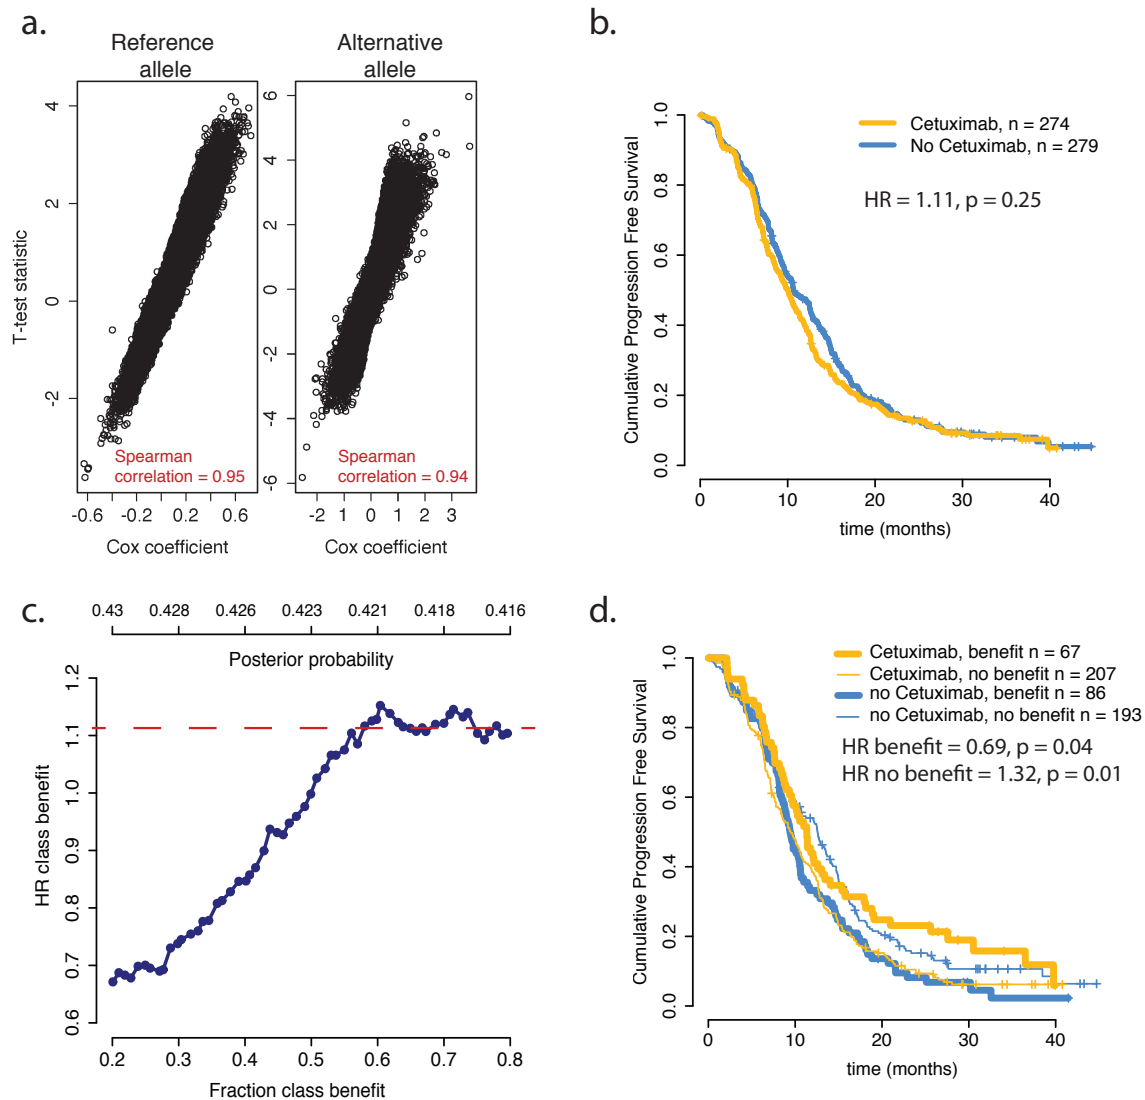 a.
Reference
allele
Alternative
allele
T-test statistic
4
2
0
-2
6
4
2
0
-2
-4
-6
Spearman
correlation = 0.95
Spearman
correlation = 0.94
-0.6
-0.2
0.2
0.6
-2
-1
0
1
2
3
Cox coefficient
Cox coefficient
b.
Cumulative Progression Free Survival
1.0
0.8
0.6
0.4
0.2
0.0
Cetuximab, n = 274
No Cetuximab, n = 279
HR = 1.11, p = 0.25
0
10
20
30
40
time (months)
c.
0.43
0.428
0.426
0.423
0.421
0.418
0.416
Posterior probability
HR class benefit
1.2
1.1
1.0
0.9
0.8
0.7
0.6
0.2
0.3
0.4
0.5
0.6
0.7
0.8
Fraction class benefit
d.
Cumulative Progression Free Survival
1.0
0.8
0.6
0.4
0.2
0.0
Cetuximab, benefit n = 67
Cetuximab, no benefit n = 207
no Cetuximab, benefit n = 86
no Cetuximab, no benefit n = 193
HR benefit = 0.69, p = 0.04
HR no benefit = 1.32, p = 0.01
0
10
20
30
40
time (months)